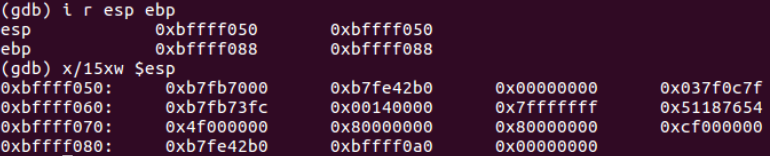 (gdb) i r esp ebp
esp 0xbffff050 0xbffff050
ebp 0xbffff088 0xbffff088
(gdb) x/15xw $esp
0xbffff050: 0xb7fb7000 0xb7fe42b0 0x00000000 0x037f0c7f
0xbffff060: 0xb7fb73fc 0x00140000 0x7fffffff 0x51187654
0xbffff070: 0x4f000000 0x80000000 0x80000000 0xcf000000
0xbffff080: 0xb7fe42b0 0xbffff0a0 0x00000000